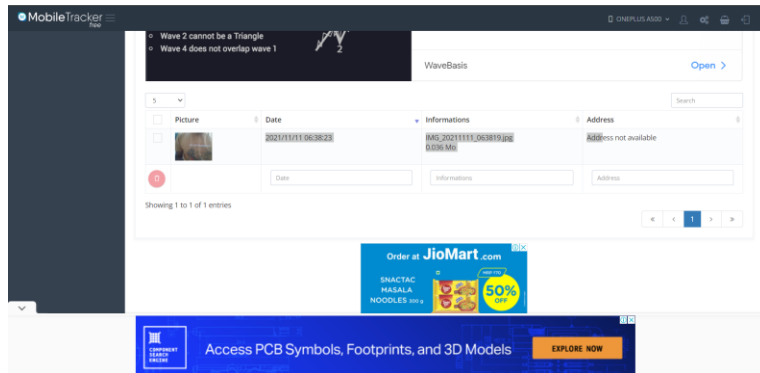 MobileTracker
free
ONEPLUS A5000
Wave 2 cannot be a Triangle
Wave 4 does not overlap wave 1
2
WaveBasis
Open >
5
Search
Picture
Date
Informations
Address
2021/11/11 06:38:23
IMG_20211111_063819.jpg
0.036 Mo
Address not available
Date
Informations
Address
Showing 1 to 1 of 1 entries
« < 1 > »
Order at JioMart.com
SNACTAC
MASALA
NOODLES 200 g
50%
OFF
COMPONENT
SEARCH
ENGINE
Access PCB Symbols, Footprints, and 3D Models
EXPLORE NOW